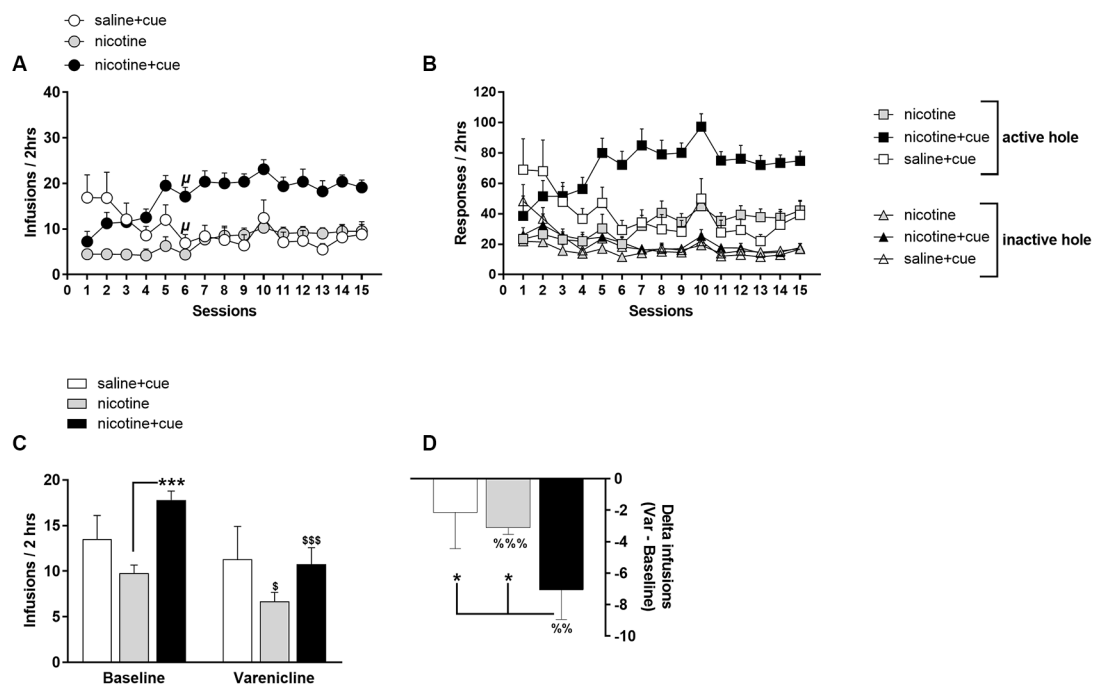 saline+cue
nicotine
nicotine+cue
A
40
30
20
10
0
Infusions / 2hrs
μ
μ
0 1 2 3 4 5 6 7 8 9 10 11 12 13 14 15
Sessions
B
120
100
80
60
40
20
0
Responses / 2hrs
0 1 2 3 4 5 6 7 8 9 10 11 12 13 14 15
Sessions
nicotine
nicotine+cue
saline+cue
active hole
nicotine
nicotine+cue
saline+cue
inactive hole
saline+cue
nicotine
nicotine+cue
C
20
15
10
5
0
Infusions / 2 hrs
***
$
$$$
Baseline Varenicline
D
0
-2
-4
-6
-8
-10
Delta infusions
(Var - Baseline)
%%%
* *
%%